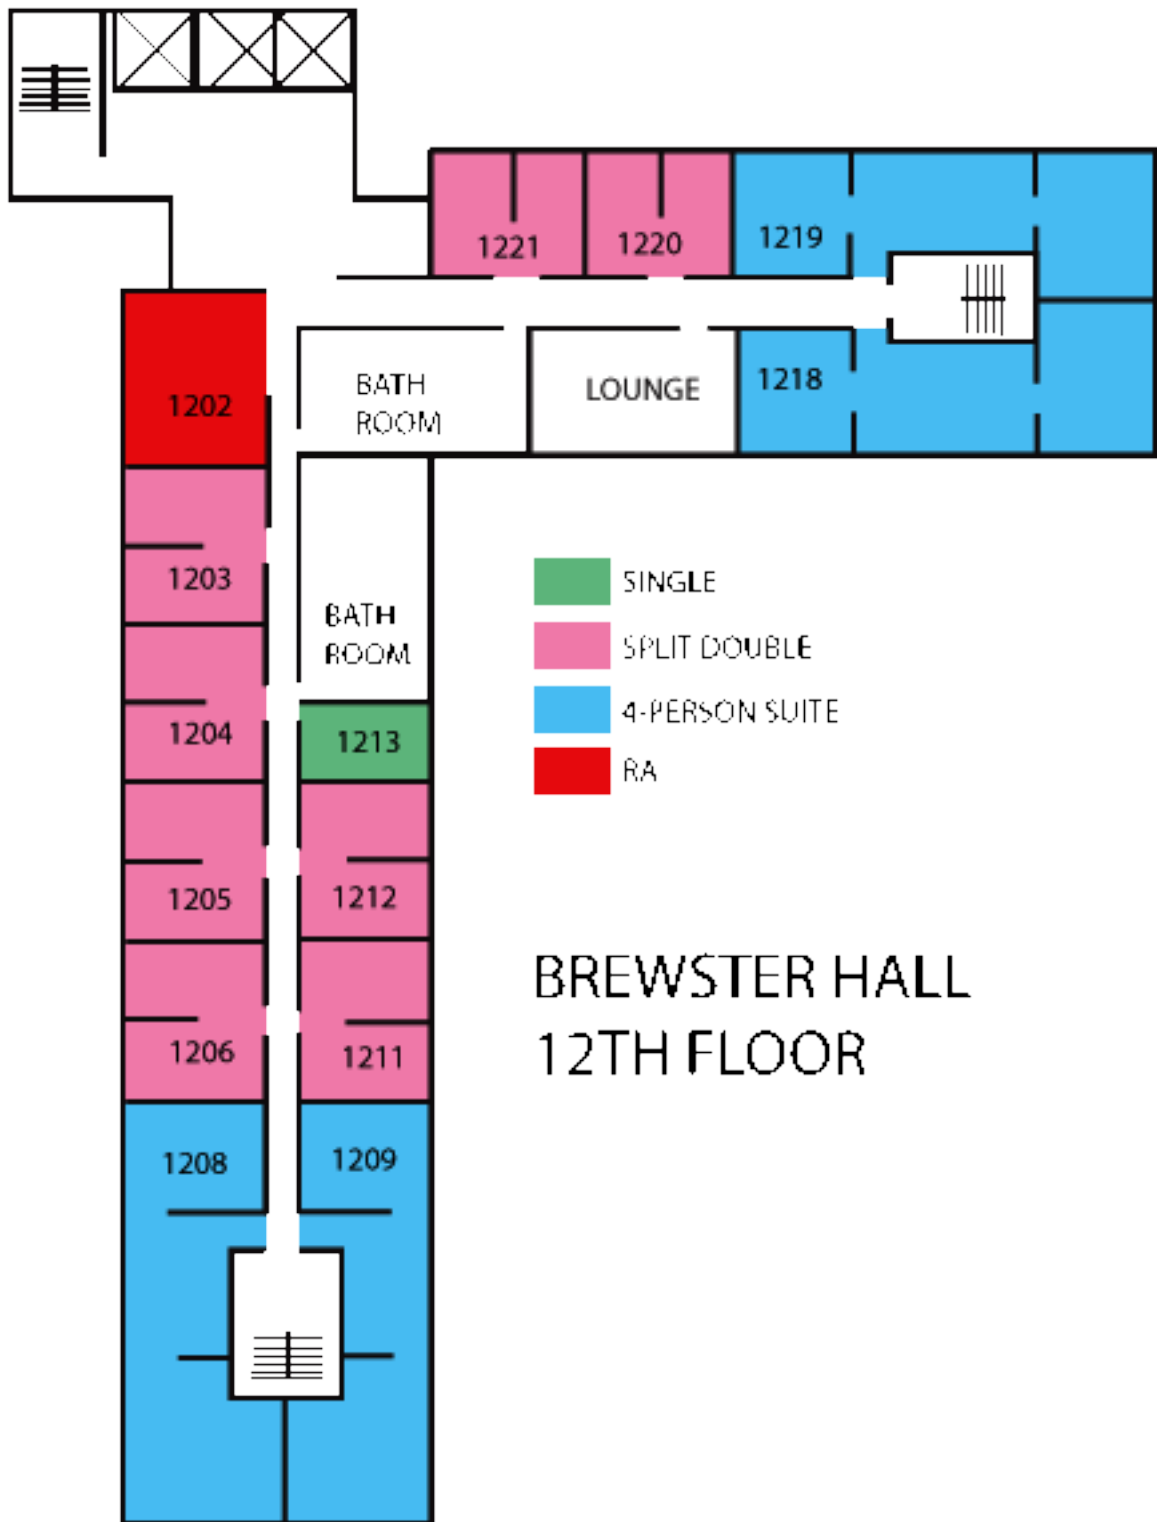 1221
1220
1219
1202
BATH
ROOM
LOUNGE
1218
1203
BATH
ROOM
1204
1213
1205
1212
1206
1211
1208
1209
SINGLE
SPLIT DOUBLE
4-PERSON SUITE
RA
BREWSTER HALL
12TH FLOOR